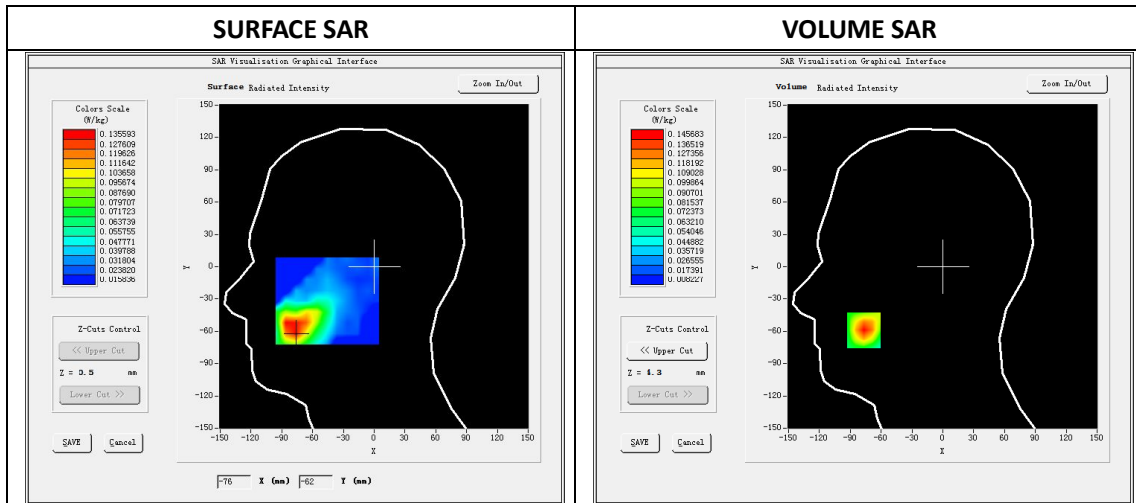 SURFACE SAR
SAR Visualisation Graphical Interface
Surface Radiated Intensity
Zoom In/Out
Colors Scale
(W/kg)
0.135593
0.127609
0.119626
0.111642
0.103658
0.095674
0.087690
0.079707
0.071723
0.063739
0.055755
0.047771
0.039788
0.031804
0.023820
0.015836
Z-Cuts Control
<< Upper Cut
Z = 0.5 mm
Lower Cut >>
SAVE Cancel
150
120
90
60
30
0
-30
-60
-90
-120
-150
Y
-150 -120 -90 -60 -30 0 30 60 90 120 150
X
-76 X (mm) -62 Y (mm)
VOLUME SAR
SAR Visualisation Graphical Interface
Volume Radiated Intensity
Zoom In/Out
Colors Scale
(W/kg)
0.145683
0.136519
0.127356
0.118192
0.109028
0.099864
0.090701
0.081537
0.072373
0.063210
0.054046
0.044882
0.035719
0.026555
0.017391
0.008227
Z-Cuts Control
<< Upper Cut
Z = 4.3 mm
Lower Cut >>
SAVE Cancel
150
120
90
60
30
0
-30
-60
-90
-120
-150
Y
-150 -120 -90 -60 -30 0 30 60 90 120 150
X